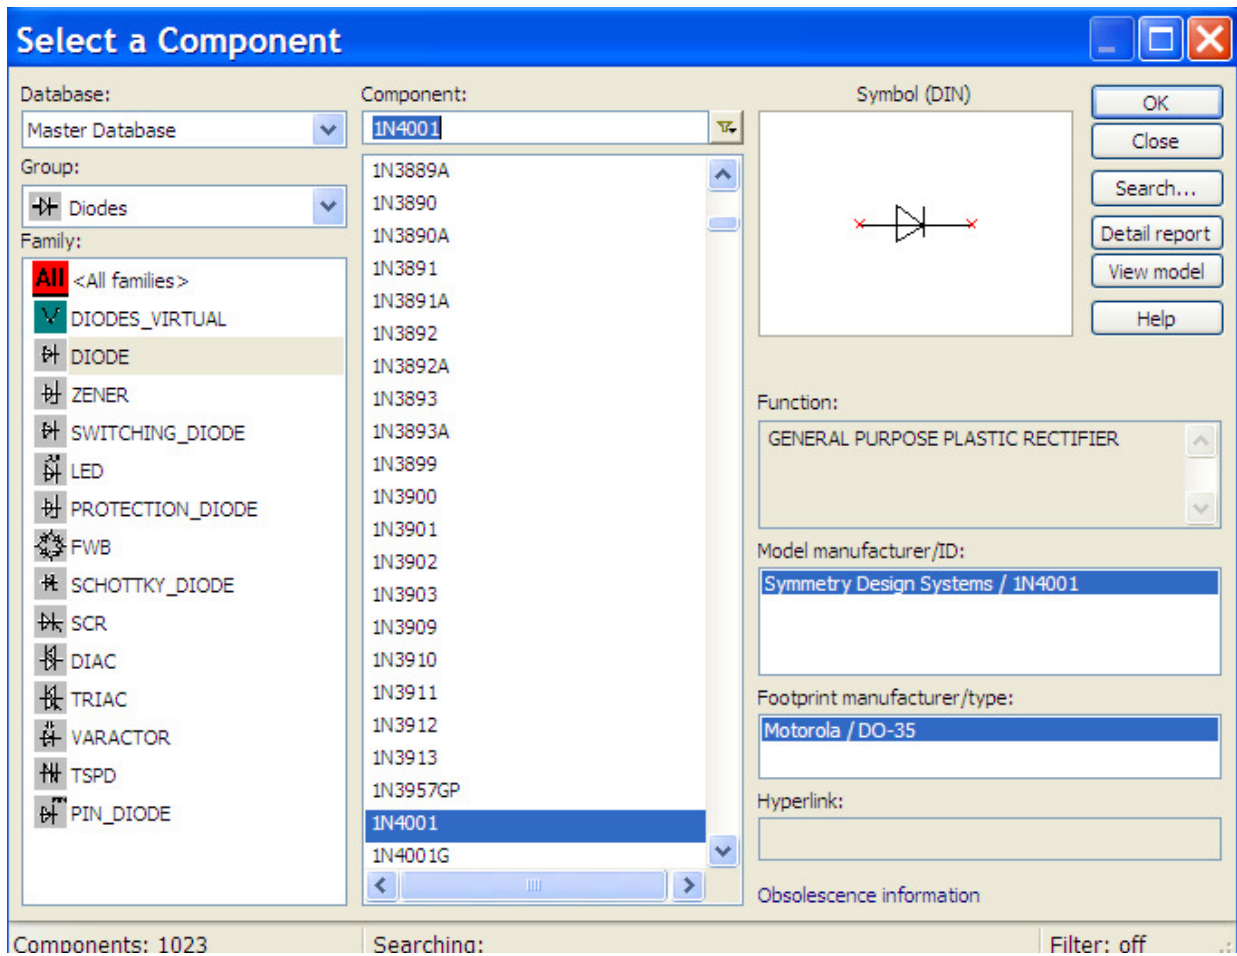 Select a Component
Database:
Master Database
Group:
Diodes
Family:
All <All families>
DIODES_VIRTUAL
DIODE
ZENER
SWITCHING_DIODE
LED
PROTECTION_DIODE
FWB
SCHOTTKY_DIODE
SCR
DIAC
TRIAC
VARACTOR
TSPD
PIN_DIODE
Component:
1N4001
1N3889A
1N3890
1N3890A
1N3891
1N3891A
1N3892
1N3892A
1N3893
1N3893A
1N3899
1N3900
1N3901
1N3902
1N3903
1N3909
1N3910
1N3911
1N3912
1N3913
1N3957GP
1N4001
1N4001G
Symbol (DIN)
OK
Close
Search...
Detail report
View model
Help
Function:
GENERAL PURPOSE PLASTIC RECTIFIER
Model manufacturer/ID:
Symmetry Design Systems / 1N4001
Footprint manufacturer/type:
Motorola / DO-35
Hyperlink:
Obsolescence information
Components: 1023
Searching:
Filter: off